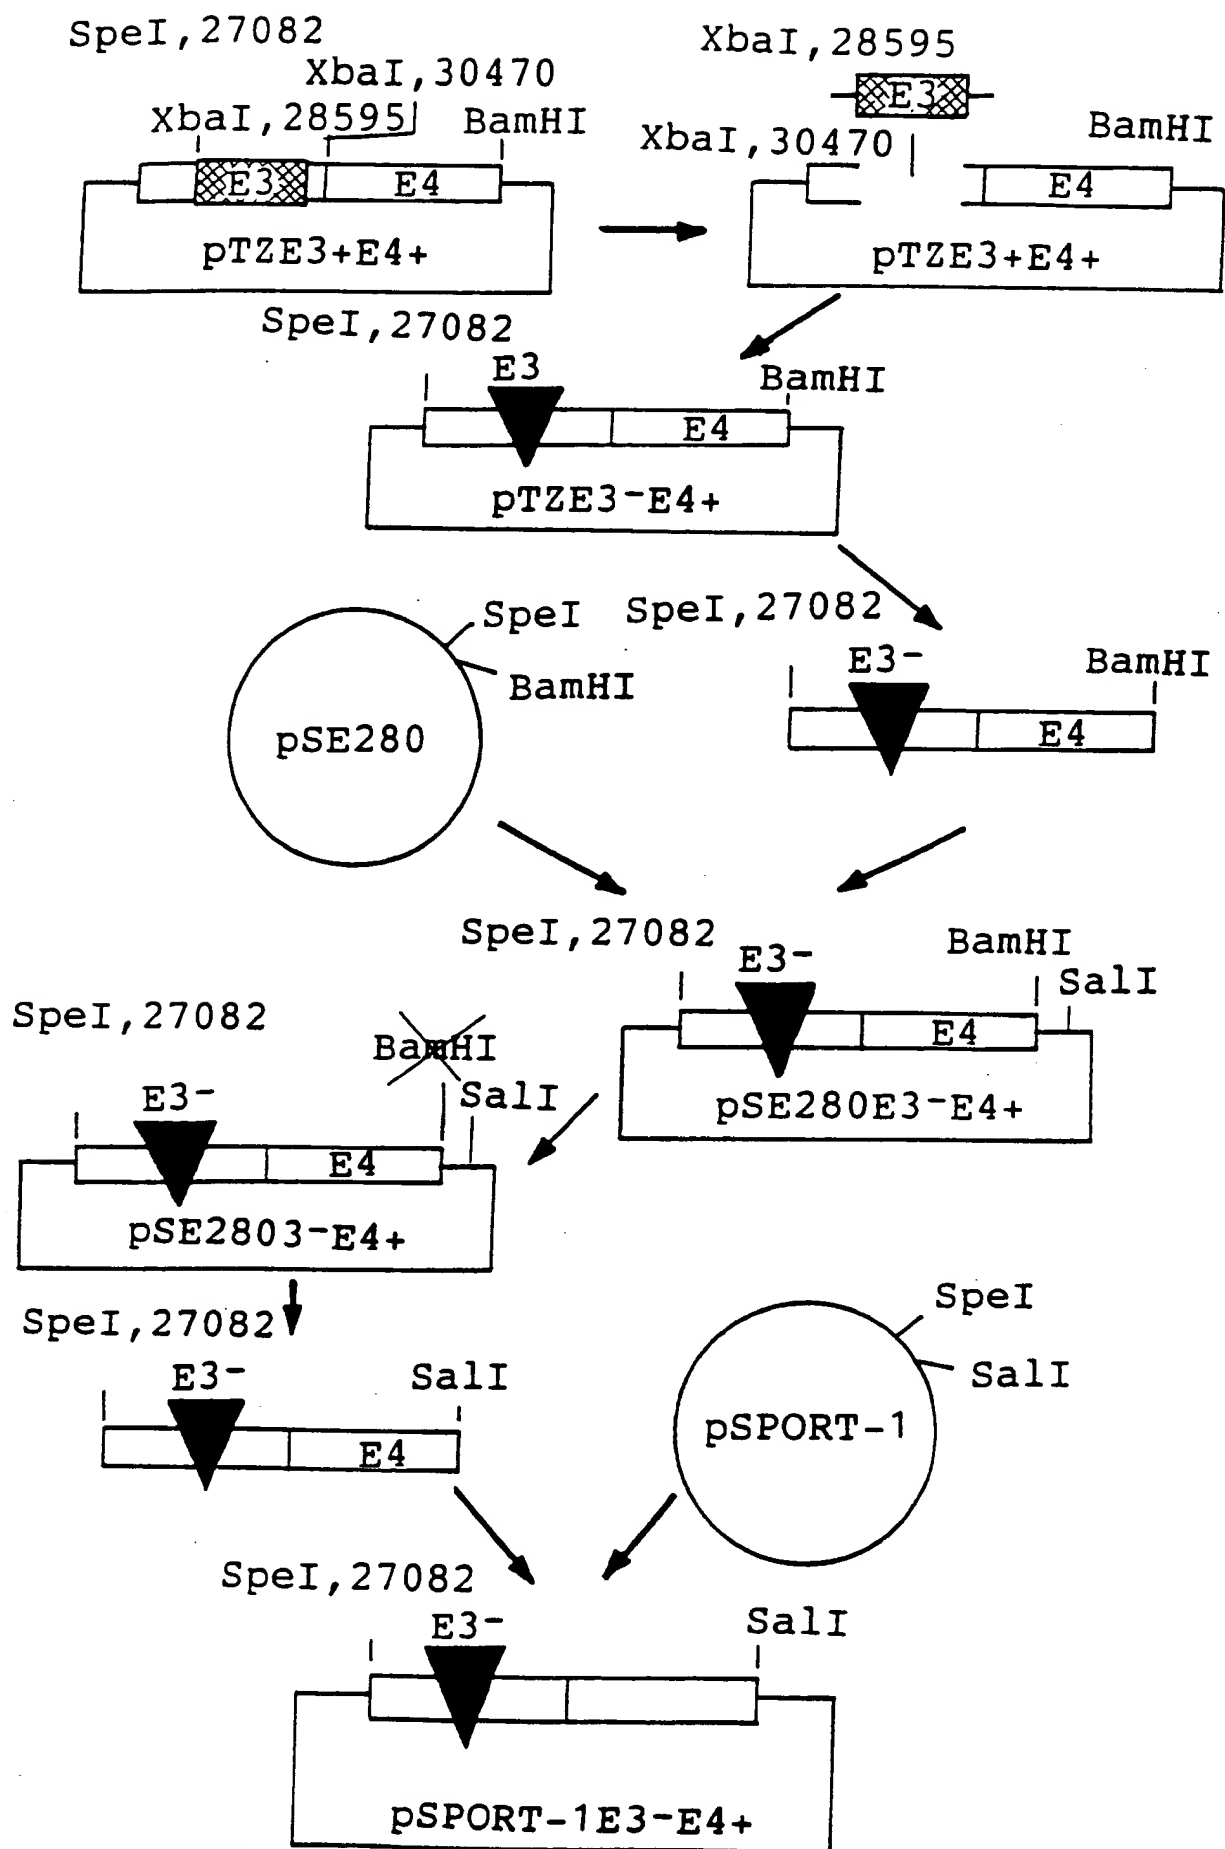 SpeI,27082
XbaI,30470
XbaI,28595
BamHI
E3
E4
pTZE3+E4+
XbaI,28595
E3
XbaI,30470
BamHI
E4
pTZE3+E4+
SpeI,27082
E3
BamHI
E4
pTZE3-E4+
SpeI
BamHI
pSE280
SpeI,27082
E3-
BamHI
E4
SpeI,27082
E3-
BamHI
SalI
E4
pSE280E3-E4+
SpeI,27082
BamHI
E3-
SalI
E4
pSE2803-E4+
SpeI,27082
E3-
SalI
E4
SpeI
SalI
pSPORT-1
SpeI,27082
E3-
SalI
pSPORT-1E3-E4+